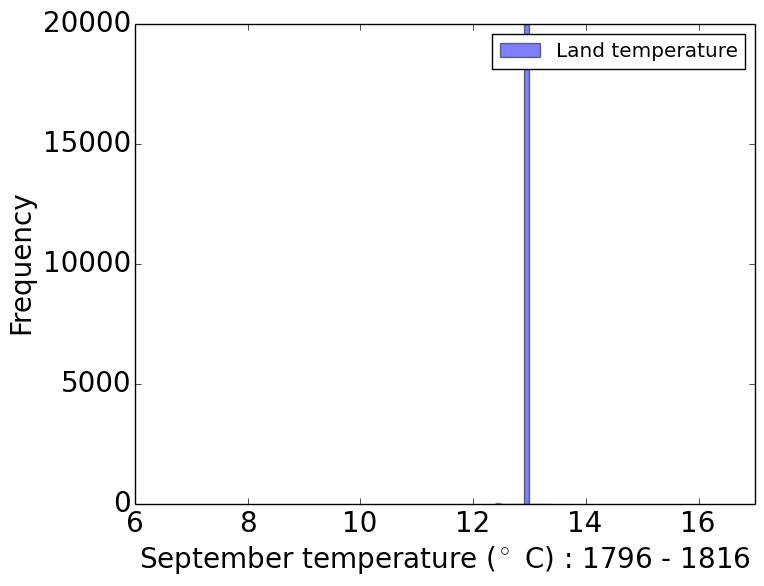 20000
Land temperature
15000
Frequency
10000
5000
0
6 8 10 12 14 16
September temperature (° C) : 1796 - 1816